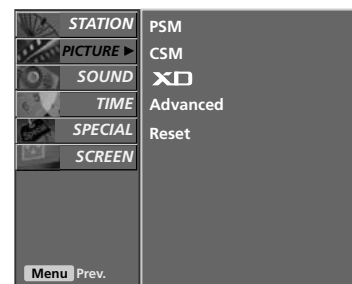 STATION
PICTURE ►
SOUND
TIME
SPECIAL
SCREEN
Menu Prev.
PSM
CSM
XD
Advanced
Reset